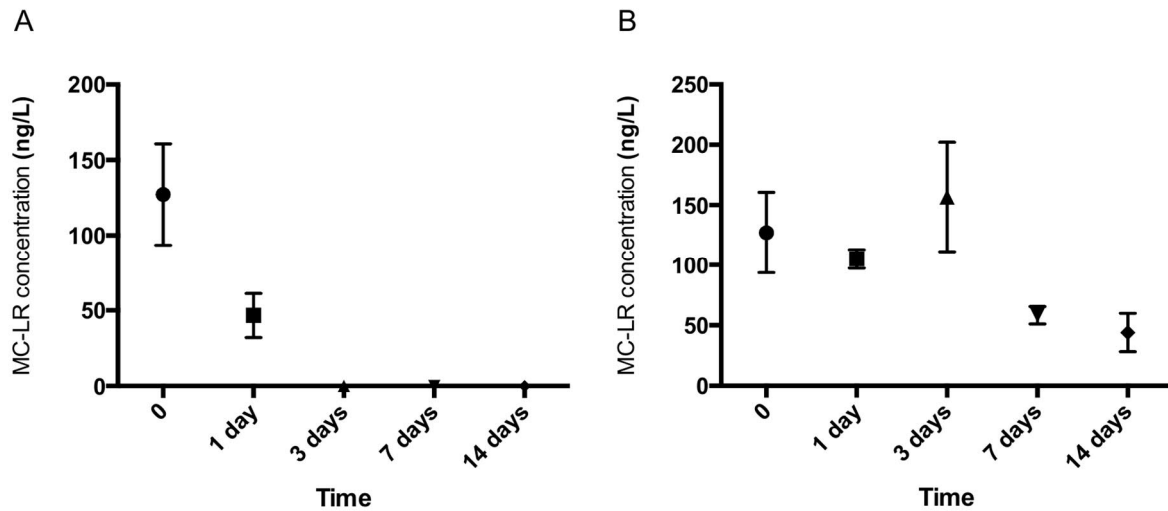 A
MC-LR concentration (ng/L)
200
150
100
50
0
0
1 day
3 days
7 days
14 days
Time
B
MC-LR concentration (ng/L)
250
200
150
100
50
0
0
1 day
3 days
7 days
14 days
Time